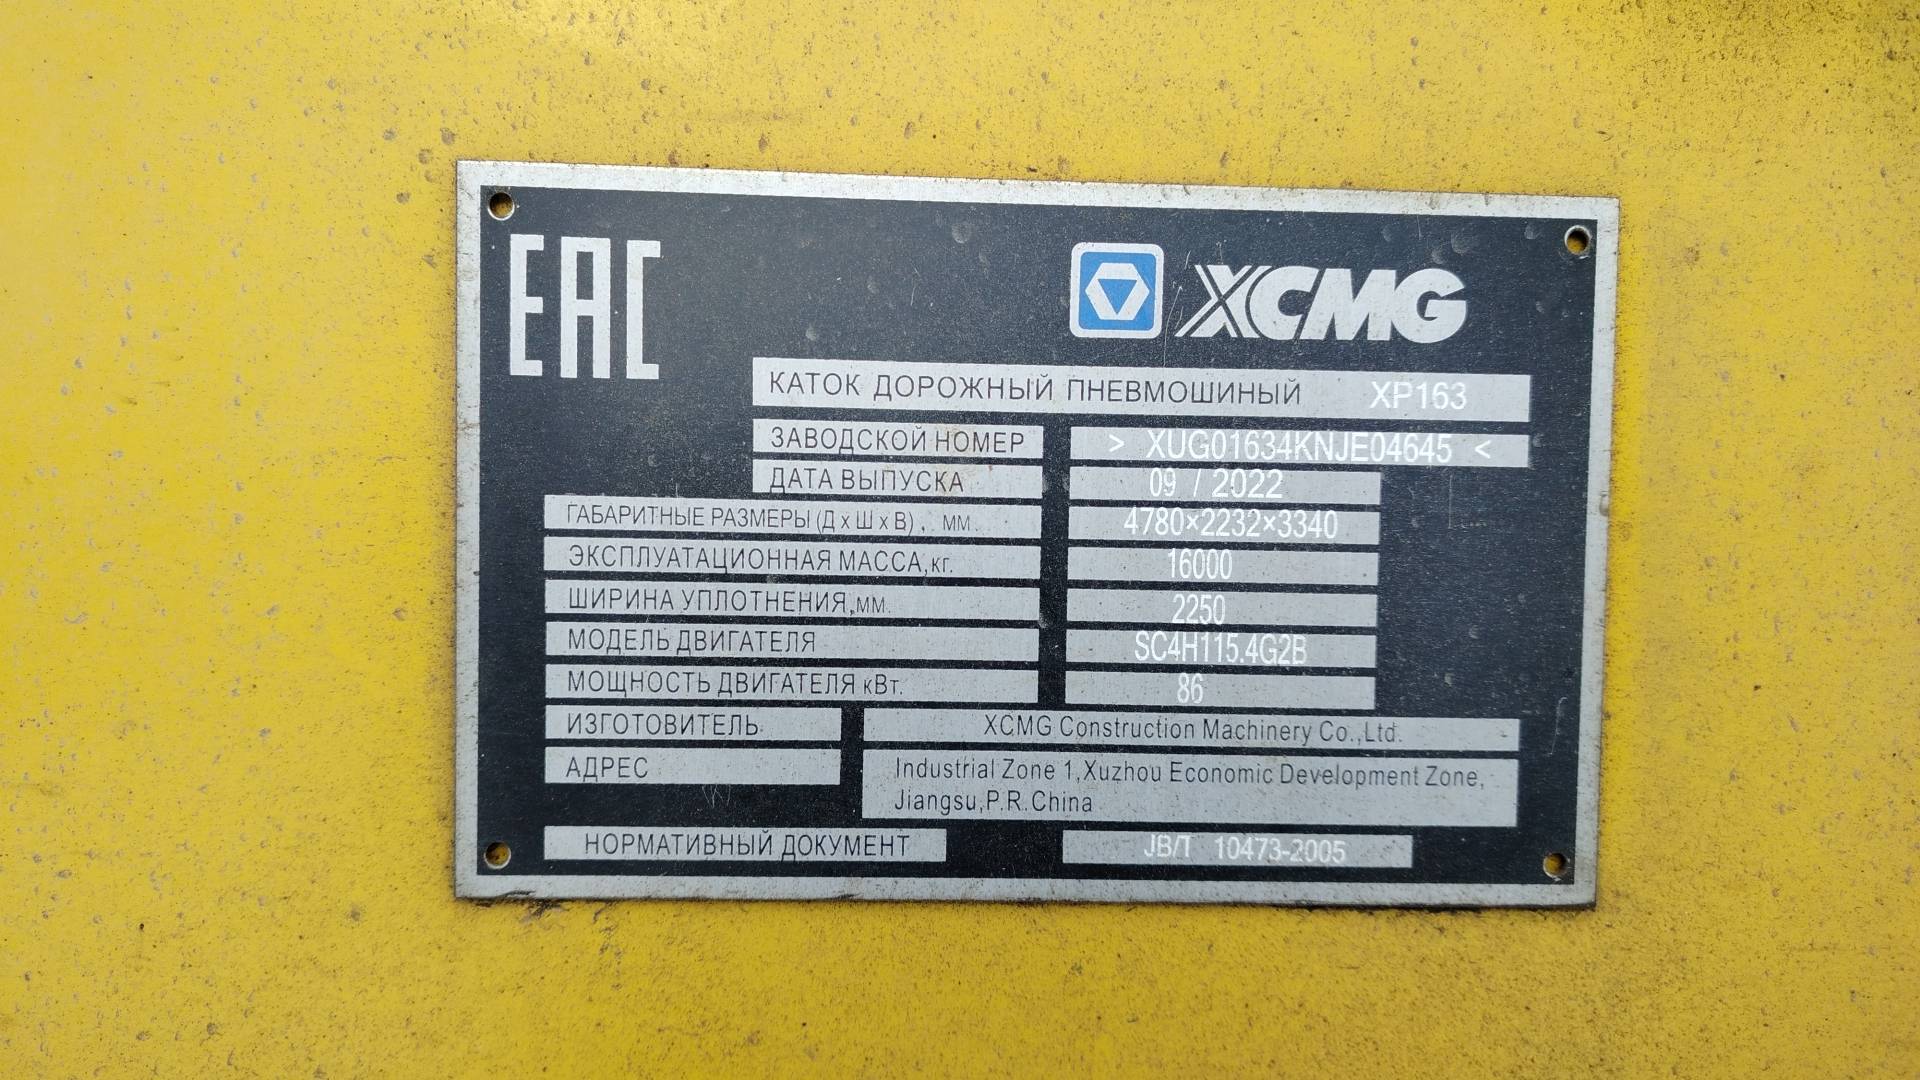 EAC
XCMG
КАТОК ДОРОЖНЫЙ ПНЕВМОШИНЫЙ XP163
ЗАВОДСКОЙ НОМЕР > XUG01634KNJE04645 <
ДАТА ВЫПУСКА 09 / 2022
ГАБАРИТНЫЕ РАЗМЕРЫ (Д х Ш х В) , мм. 4780×2232×3340
ЭКСПЛУАТАЦИОННАЯ МАССА,кг. 16000
ШИРИНА УПЛОТНЕНИЯ,мм. 2250
МОДЕЛЬ ДВИГАТЕЛЯ SC4H115.4G2B
МОЩНОСТЬ ДВИГАТЕЛЯ кВт. 86
ИЗГОТОВИТЕЛЬ XCMG Construction Machinery Co.,Ltd.
АДРЕС Industrial Zone 1,Xuzhou Economic Development Zone,
Jiangsu,P.R.China
НОРМАТИВНЫЙ ДОКУМЕНТ JB/T 10473-2005